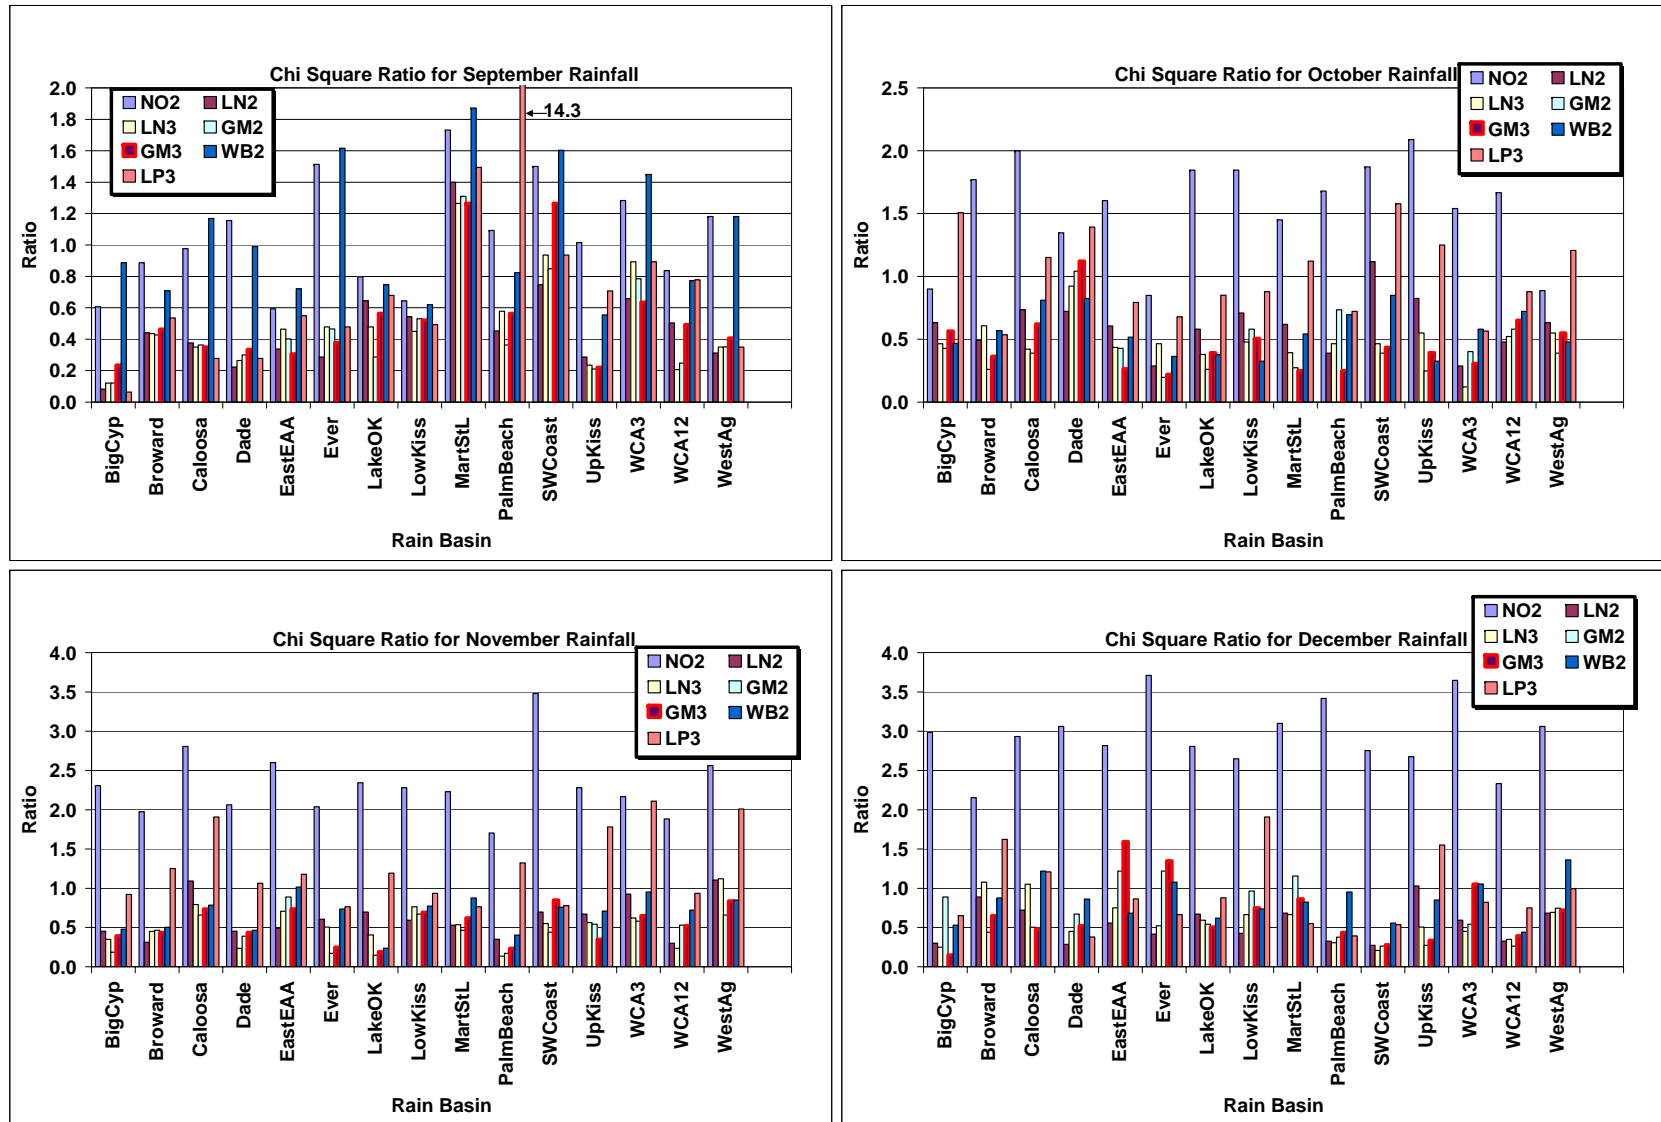 Chi Square Ratio for September Rainfall
2.0
1.8
1.6
1.4
1.2
1.0
0.8
0.6
0.4
0.2
0.0
Ratio
NO2 LN2
LN3 GM2
GM3 WB2
LP3
14.3
BigCyp
Broward
Caloosa
Dade
EastEAA
Ever
LakeOK
LowKiss
MartStL
PalmBeach
SWCoast
UpKiss
WCA3
WCA12
WestAg
Rain Basin
Chi Square Ratio for October Rainfall
2.5
2.0
1.5
1.0
0.5
0.0
Ratio
NO2 LN2
LN3 GM2
GM3 WB2
LP3
BigCyp
Broward
Caloosa
Dade
EastEAA
Ever
LakeOK
LowKiss
MartStL
PalmBeach
SWCoast
UpKiss
WCA3
WCA12
WestAg
Rain Basin
Chi Square Ratio for November Rainfall
4.0
3.5
3.0
2.5
2.0
1.5
1.0
0.5
0.0
Ratio
NO2 LN2
LN3 GM2
GM3 WB2
LP3
BigCyp
Broward
Caloosa
Dade
EastEAA
Ever
LakeOK
LowKiss
MartStL
PalmBeach
SWCoast
UpKiss
WCA3
WCA12
WestAg
Rain Basin
Chi Square Ratio for December Rainfall
4.0
3.5
3.0
2.5
2.0
1.5
1.0
0.5
0.0
Ratio
NO2 LN2
LN3 GM2
GM3 WB2
LP3
BigCyp
Broward
Caloosa
Dade
EastEAA
Ever
LakeOK
LowKiss
MartStL
PalmBeach
SWCoast
UpKiss
WCA3
WCA12
WestAg
Rain Basin